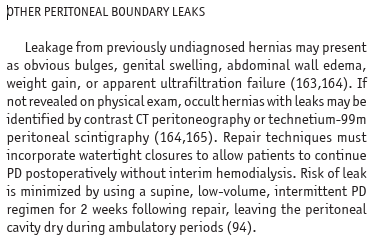 OTHER PERITONEAL BOUNDARY LEAKS
Leakage from previously undiagnosed hernias may present
as obvious bulges, genital swelling, abdominal wall edema,
weight gain, or apparent ultrafiltration failure (163,164). If
not revealed on physical exam, occult hernias with leaks may be
identified by contrast CT peritoneography or technetium-99m
peritoneal scintigraphy (164,165). Repair techniques must
incorporate watertight closures to allow patients to continue
PD postoperatively without interim hemodialysis. Risk of leak
is minimized by using a supine, low-volume, intermittent PD
regimen for 2 weeks following repair, leaving the peritoneal
cavity dry during ambulatory periods (94).